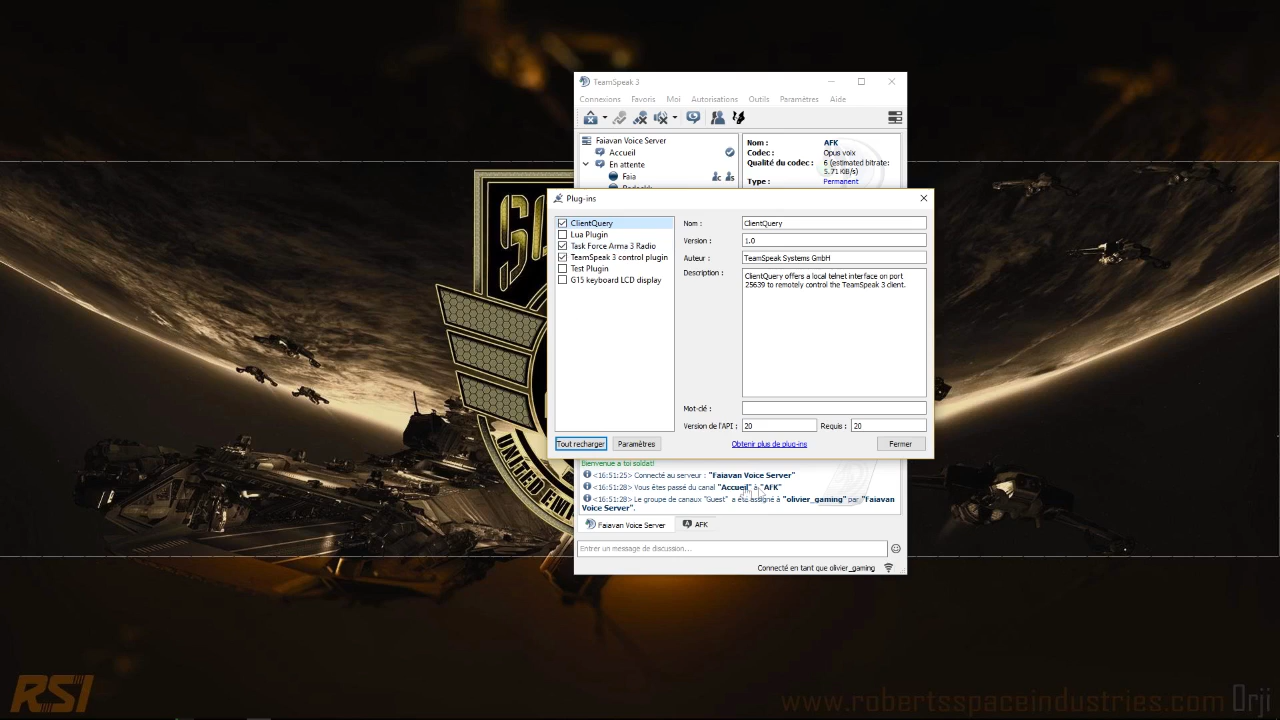 TeamSpeak 3
Connexions Favoris Moi Autorisations Outils Paramètres Aide
Faiavan Voice Server
Accueil
En attente
Faia
Nom : AFK
Codec : Opus voix
Qualité du codec : 6 (estimated bitrate:
5.71 KiB/s)
Type : Permanent
Plug-ins
ClientQuery
Lua Plugin
Task Force Arma 3 Radio
TeamSpeak 3 control plugin
Test Plugin
G15 keyboard LCD display
Nom : ClientQuery
Version : 1.0
Auteur : TeamSpeak Systems GmbH
Description : ClientQuery offers a local telnet interface on port
25639 to remotely control the TeamSpeak 3 client.
Mot-clé :
Version de l'API : 20 Requis : 20
Tout recharger Paramètres Obtenir plus de plug-ins Fermer
Bienvenue a toi soldat!
<16:51:25> Connecté au serveur : "Faiavan Voice Server"
<16:51:28> Vous êtes passé du canal "Accueil" à "AFK"
<16:51:28> Le groupe de canaux "Guest" a été assigné à "olivier_gaming" par "Faiavan
Voice Server".
Faiavan Voice Server AFK
Entrer un message de discussion...
Connecté en tant que olivier_gaming
UNITED EM
RSI
www.robertsspaceindustries.com Orji